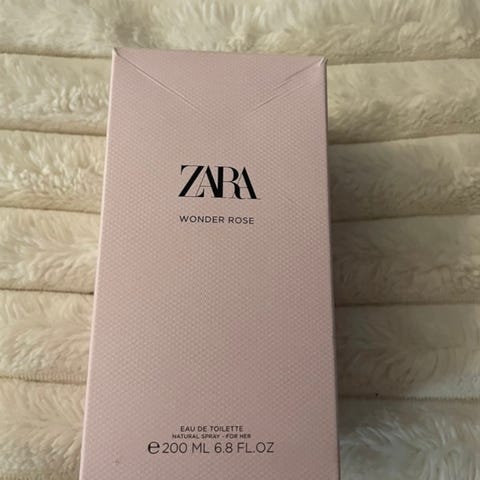 ZARA
WONDER ROSE
EAU DE TOILETTE
NATURAL SPRAY - FOR HER
℮200 ML 6.8 FL.OZ